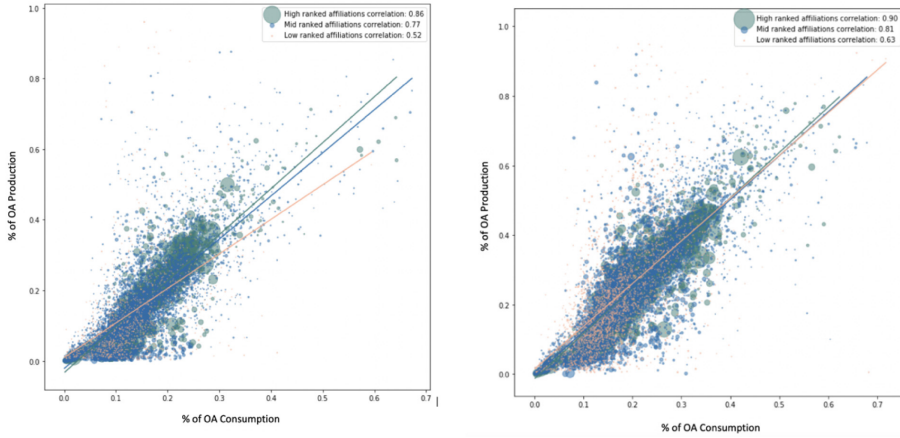 High ranked affiliations correlation: 0.86
Mid ranked affiliations correlation: 0.77
Low ranked affiliations correlation: 0.52
1.0
0.8
0.6
0.4
0.2
0.0
% of OA Production
0.0 0.1 0.2 0.3 0.4 0.5 0.6 0.7
% of OA Consumption
High ranked affiliations correlation: 0.90
Mid ranked affiliations correlation: 0.81
Low ranked affiliations correlation: 0.63
1.0
0.8
0.6
0.4
0.2
0.0
% of OA Production
0.0 0.1 0.2 0.3 0.4 0.5 0.6 0.7
% of OA Consumption